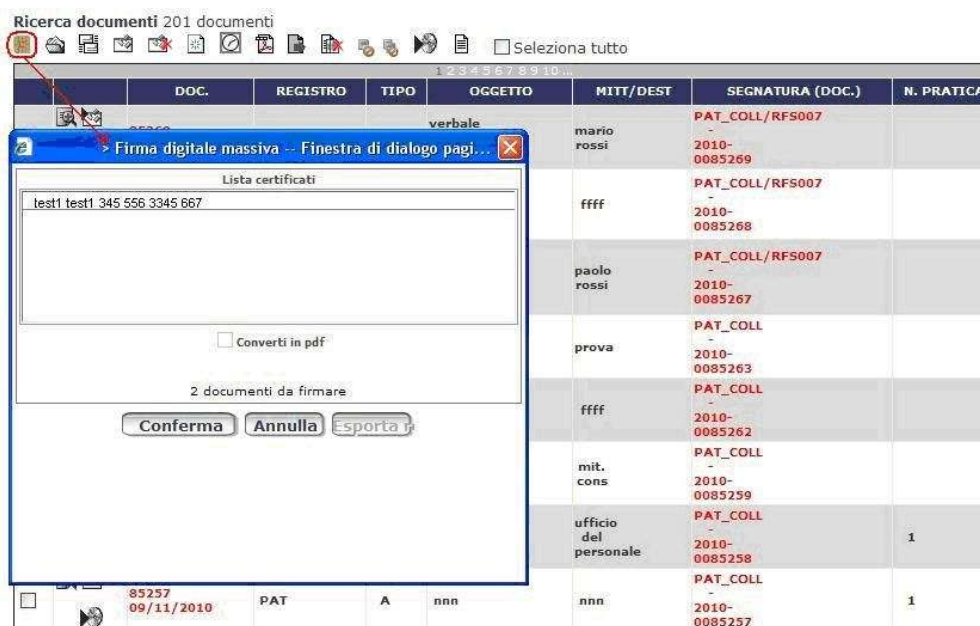 Ricerca documenti 201 documenti
Seleziona tutto
1 2 3 4 5 6 7 8 9 10 ...
DOC. REGISTRO TIPO OGGETTO MITT/DEST SEGNATURA (DOC.) N. PRATICA
verbale
mario
rossi
PAT_COLL/RFS007
-
2010-
0085269
> Firma digitale massiva -- Finestra di dialogo pagi...
Lista certificati
test1 test1 345 556 3345 667
Converti in pdf
2 documenti da firmare
Conferma Annulla Esporta r
ffff
PAT_COLL/RFS007
-
2010-
0085268
paolo
rossi
PAT_COLL/RFS007
-
2010-
0085267
prova
PAT_COLL
-
2010-
0085263
ffff
PAT_COLL
-
2010-
0085262
mit.
cons
PAT_COLL
-
2010-
0085259
ufficio
del
personale
PAT_COLL
-
2010-
0085258
1
85257
09/11/2010
PAT A nnn nnn
PAT_COLL
-
2010-
0085257
1